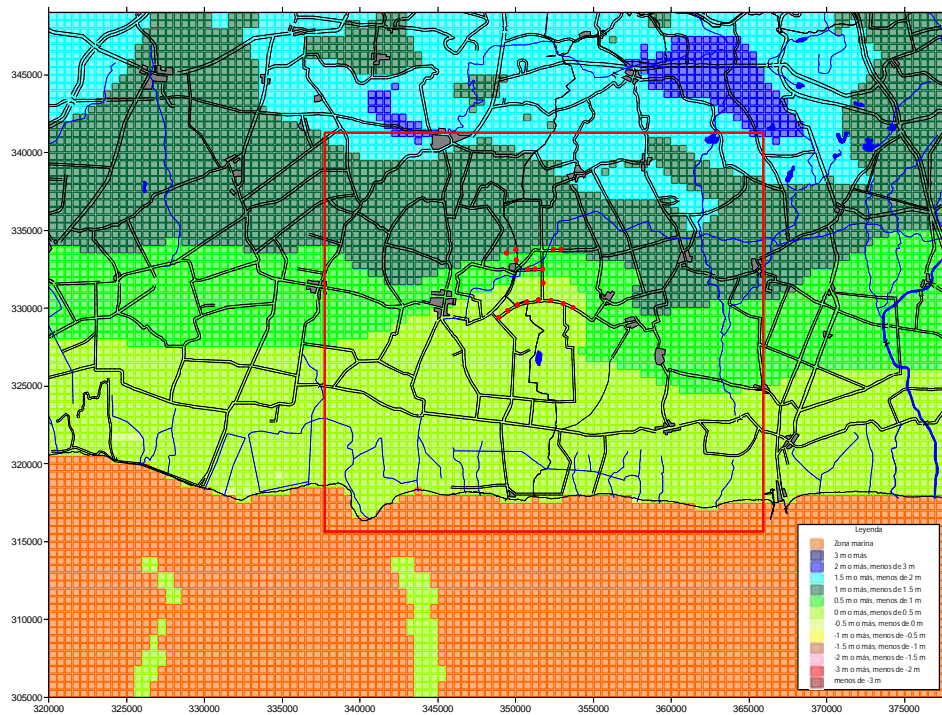 345000
340000
335000
330000
325000
320000
315000
310000
305000
320000
325000
330000
335000
340000
345000
350000
355000
360000
365000
370000
375000
Leyenda
Zona marina
3 m o más
2 m o más, menos de 3 m
1.5 m o más, menos de 2 m
1 m o más, menos de 1.5 m
0.5 m o más, menos de 1 m
0 m o más, menos de 0.5 m
-0.5 m o más, menos de 0 m
-1 m o más, menos de -0.5 m
-1.5 m o más, menos de -1 m
-2 m o más, menos de -1.5 m
-3 m o más, menos de -2 m
menos de -3 m